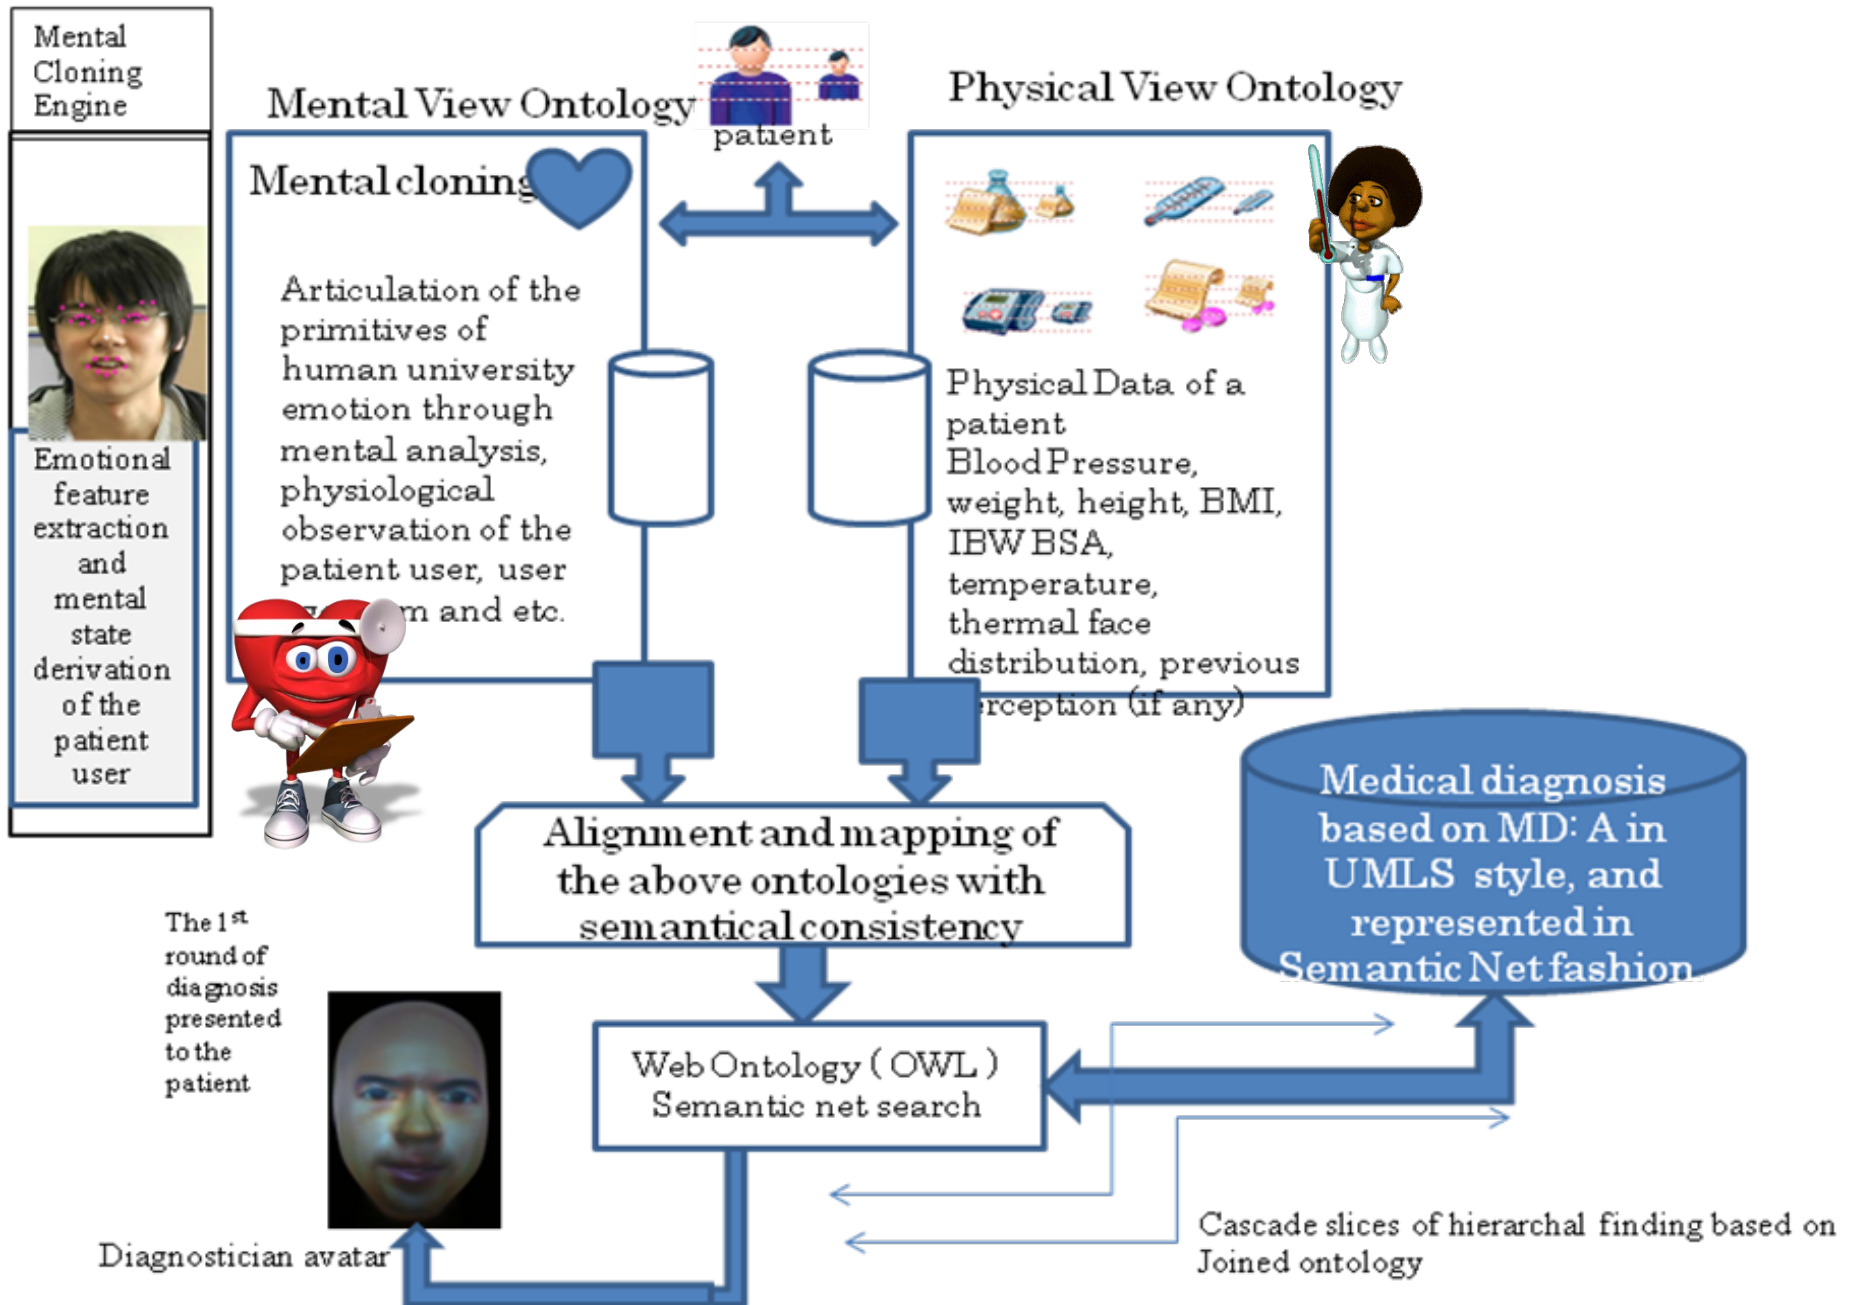 Mental
Cloning
Engine
Emotional
feature
extraction
and
mental
state
derivation
of the
patient
user
Mental View Ontology
Mental cloning
Articulation of the
primitives of
human university
emotion through
mental analysis,
physiological
observation of the
patient user, user
and etc.
patient
Physical View Ontology
Physical Data of a
patient
Blood Pressure,
weight, height, BMI,
IBW BSA,
temperature,
thermal face
distribution, previous
erception (if any)
Alignment and mapping of
the above ontologies with
semantical consistency
Medical diagnosis
based on MD: A in
UMLS style, and
represented in
Semantic Net fashion.
Web Ontology ( OWL )
Semantic net search
The 1st
round of
diagnosis
presented
to the
patient
Diagnostician avatar
Cascade slices of hierarchal finding based on
Joined ontology